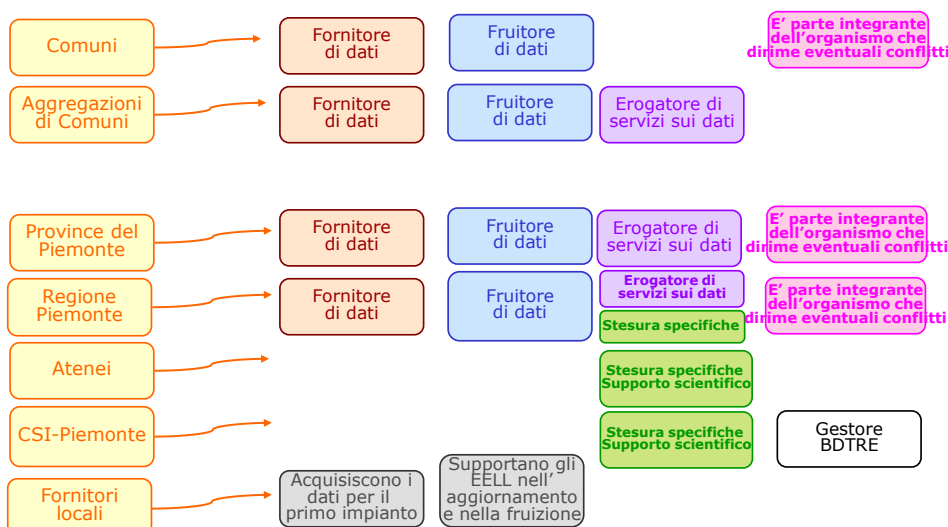 Comuni
Fornitore
di dati
Fruitore
di dati
E' parte integrante
dell'organismo che
dirime eventuali conflitti
Aggregazioni
di Comuni
Fornitore
di dati
Fruitore
di dati
Erogatore di
servizi sui dati
Province del
Piemonte
Fornitore
di dati
Fruitore
di dati
Erogatore di
servizi sui dati
E' parte integrante
dell'organismo che
dirime eventuali conflitti
Regione
Piemonte
Fornitore
di dati
Fruitore
di dati
Erogatore di
servizi sui dati
Stesura specifiche
E' parte integrante
dell'organismo che
dirime eventuali conflitti
Atenei
Stesura specifiche
Supporto scientifico
CSI-Piemonte
Stesura specifiche
Supporto scientifico
Gestore
BDTRE
Fornitori
locali
Acquisiscono i
dati per il
primo impianto
Supportano gli
EELL nell'
aggiornamento
e nella fruizione